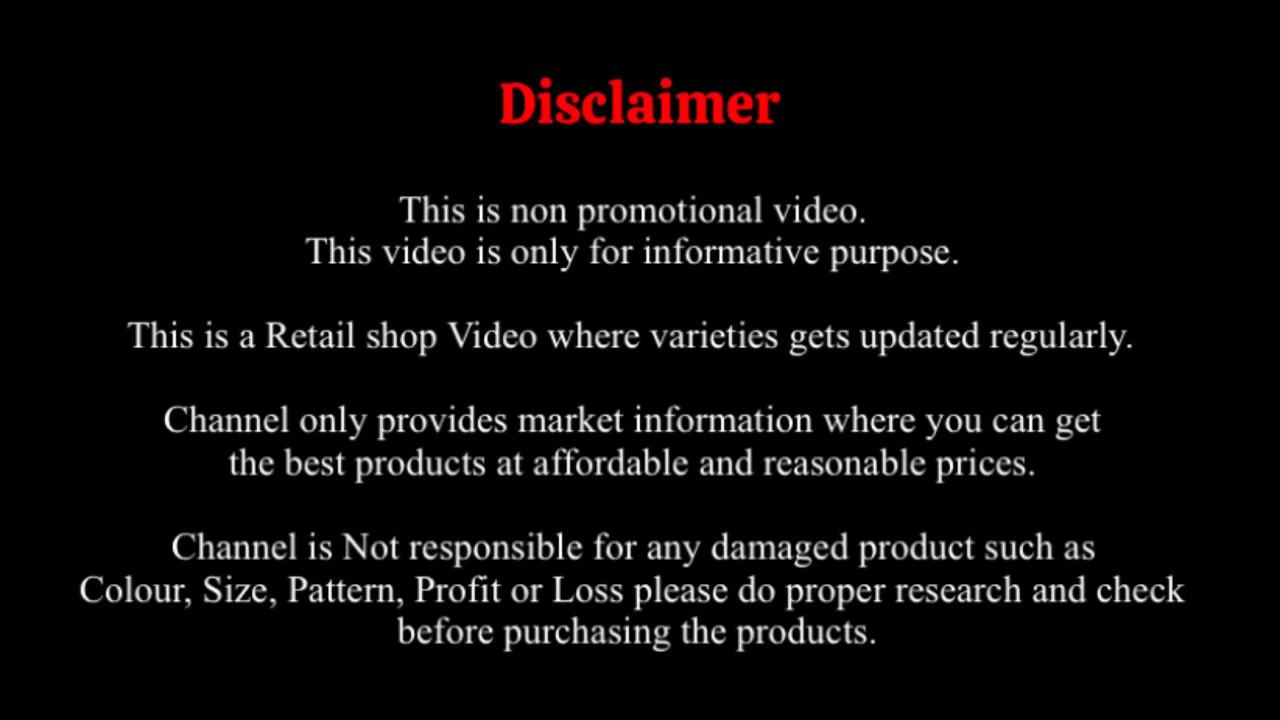 Disclaimer
This is non promotional video.
This video is only for informative purpose.
This is a Retail shop Video where varieties gets updated regularly.
Channel only provides market information where you can get
the best products at affordable and reasonable prices.
Channel is Not responsible for any damaged product such as
Colour, Size, Pattern, Profit or Loss please do proper research and check
before purchasing the products.